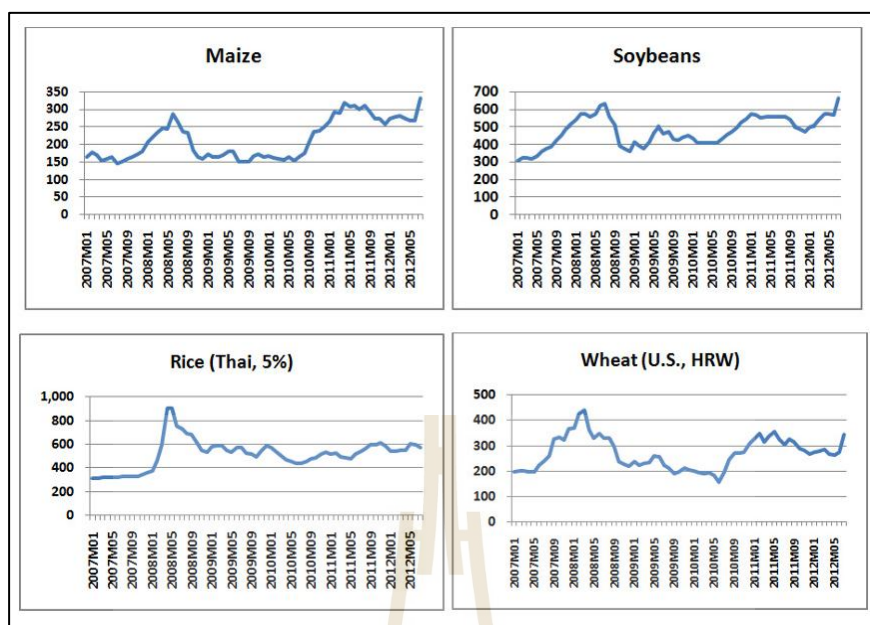 Maize
350
300
250
200
150
100
50
0
2007M01
2007M05
2007M09
2008M01
2008M05
2008M09
2009M01
2009M05
2009M09
2010M01
2010M05
2010M09
2011M01
2011M05
2011M09
2012M01
2012M05
Soybeans
700
600
500
400
300
200
100
0
2007M01
2007M05
2007M09
2008M01
2008M05
2008M09
2009M01
2009M05
2009M09
2010M01
2010M05
2010M09
2011M01
2011M05
2011M09
2012M01
2012M05
Rice (Thai, 5%)
1,000
800
600
400
200
0
2007M01
2007M05
2007M09
2008M01
2008M05
2008M09
2009M01
2009M05
2009M09
2010M01
2010M05
2010M09
2011M01
2011M05
2011M09
2012M01
2012M05
Wheat (U.S., HRW)
500
400
300
200
100
0
2007M01
2007M05
2007M09
2008M01
2008M05
2008M09
2009M01
2009M05
2009M09
2010M01
2010M05
2010M09
2011M01
2011M05
2011M09
2012M01
2012M05